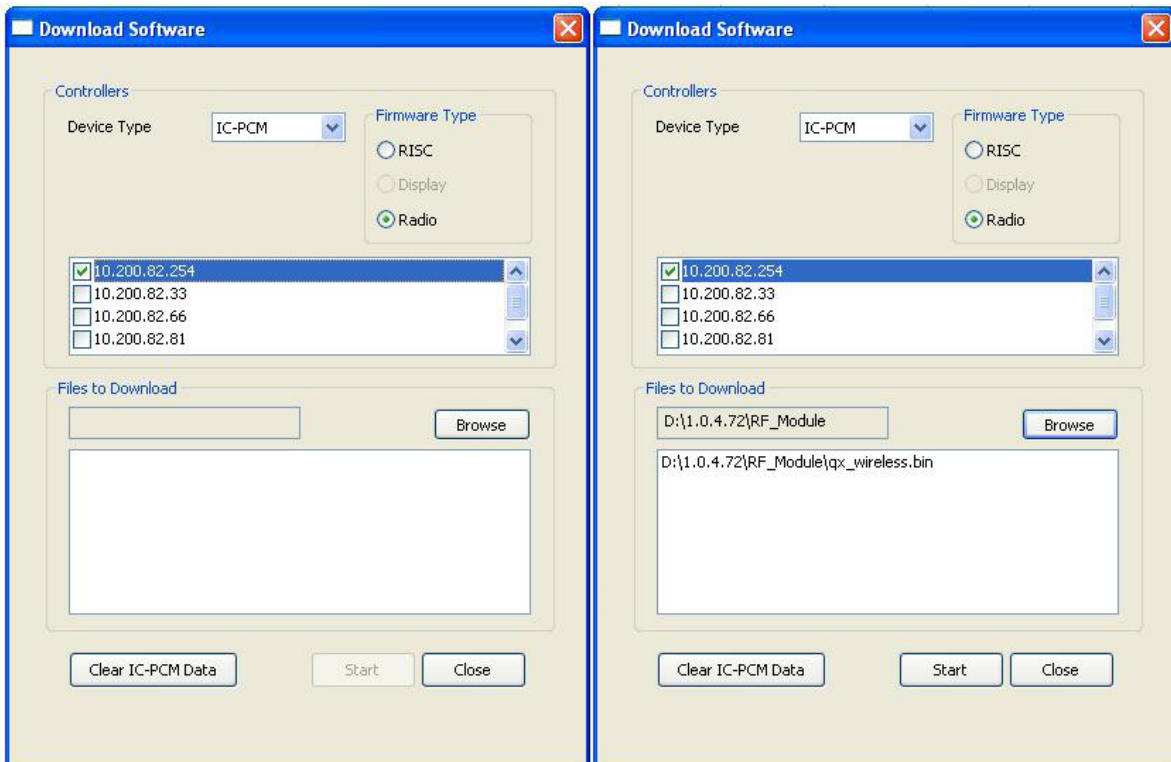 Download Software
Controllers
Device Type
IC-PCM
Firmware Type
RISC
Display
Radio
10.200.82.254
10.200.82.33
10.200.82.66
10.200.82.81
Files to Download
Browse
Clear IC-PCM Data
Start
Close
Download Software
Controllers
Device Type
IC-PCM
Firmware Type
RISC
Display
Radio
10.200.82.254
10.200.82.33
10.200.82.66
10.200.82.81
Files to Download
D:\1.0.4.72\RF_Module
Browse
D:\1.0.4.72\RF_Module\qx_wireless.bin
Clear IC-PCM Data
Start
Close